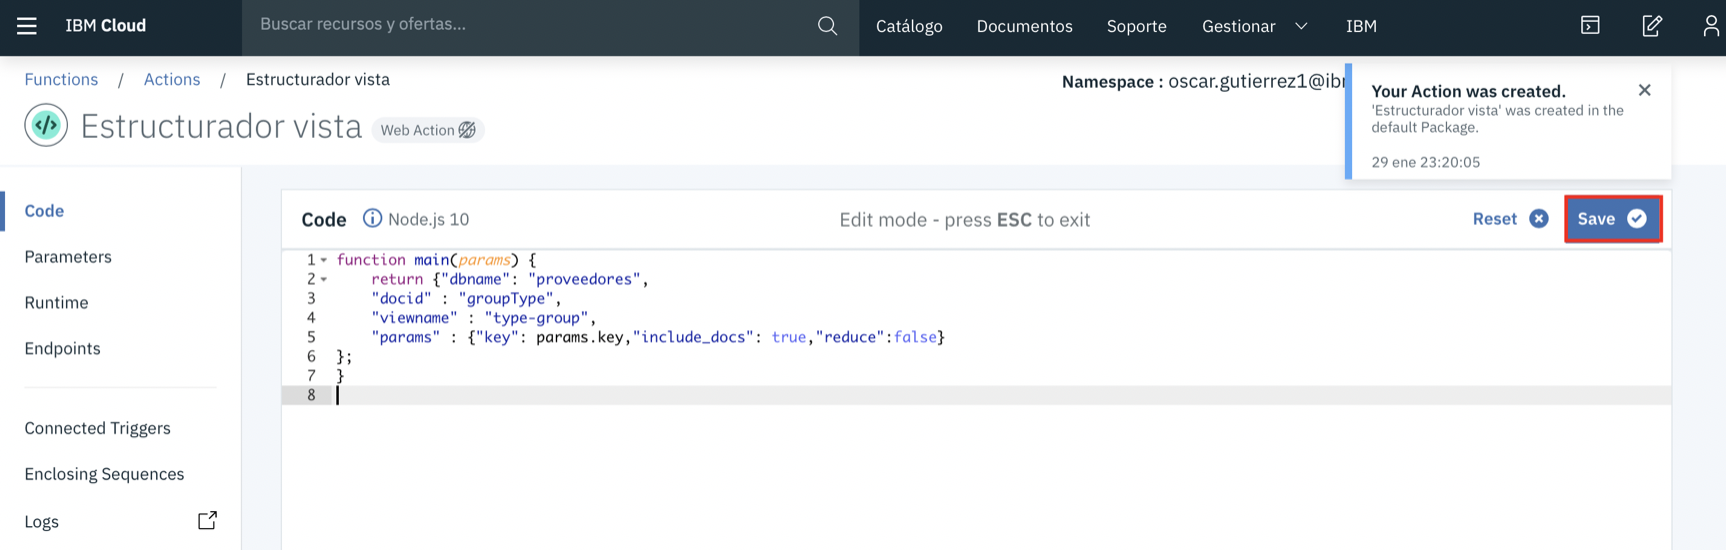 IBM Cloud
Buscar recursos y ofertas...
Catálogo Documentos Soporte Gestionar IBM
Functions / Actions / Estructurador vista
Namespace : oscar.gutierrez1@ib
Your Action was created.
'Estructurador vista' was created in the
default Package.
29 ene 23:20:05
Estructurador vista Web Action
Code
Parameters
Runtime
Endpoints
Connected Triggers
Enclosing Sequences
Logs
Code Node.js 10 Edit mode - press ESC to exit Reset Save
1 function main(params) {
2 return {"dbname": "proveedores",
3 "docid" : "groupType",
4 "viewname" : "type-group",
5 "params" : {"key": params.key,"include_docs": true,"reduce":false}
6 };
7 }
8